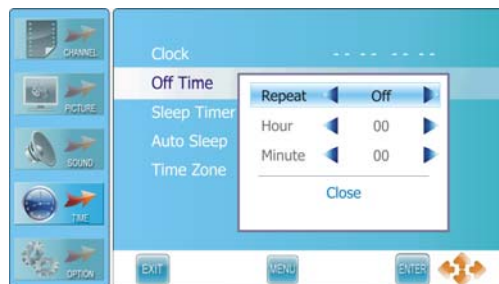 CHANNEL
PICTURE
SOUND
TIME
OPTION
Clock -- -- -- --
Off Time
Sleep Timer
Auto Sleep
Time Zone
Repeat Off
Hour 00
Minute 00
Close
EXIT MENU ENTER